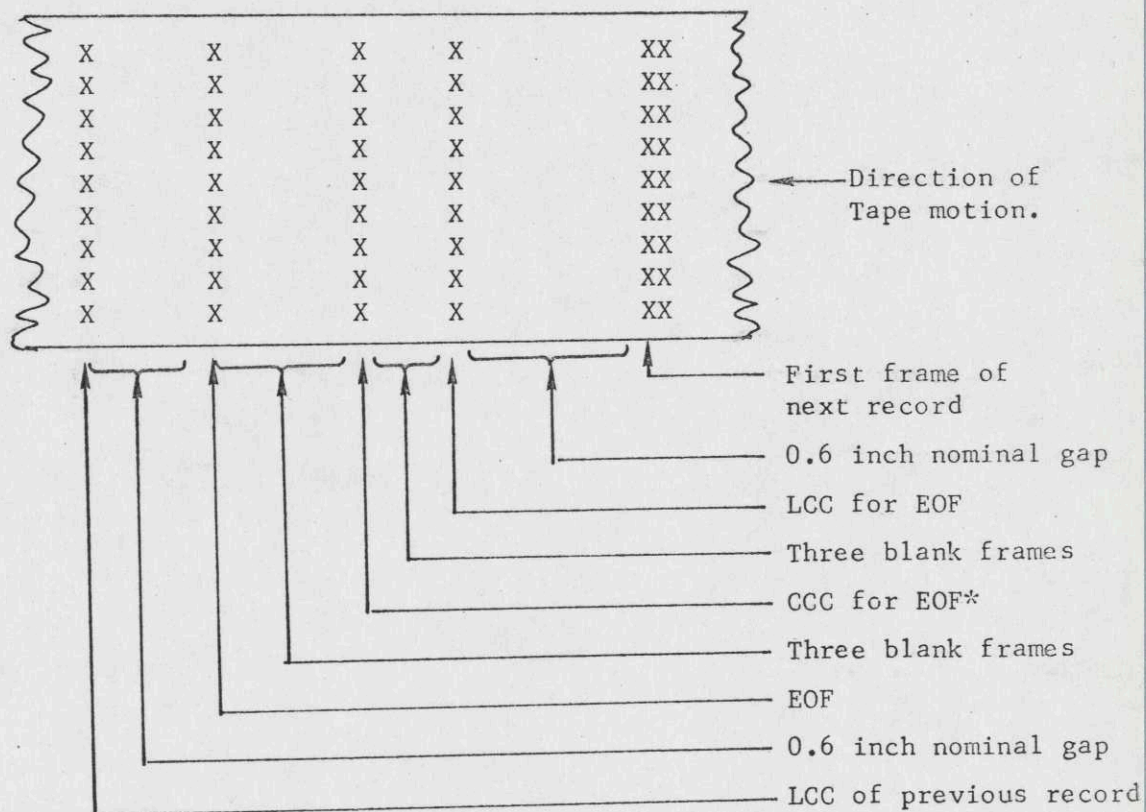 X X X X XX
X X X X XX
X X X X XX
X X X X XX
X X X X XX
X X X X XX
X X X X XX
X X X X XX
X X X X XX
Direction of
Tape motion.
First frame of
next record
0.6 inch nominal gap
LCC for EOF
Three blank frames
CCC for EOF*
Three blank frames
EOF
0.6 inch nominal gap
LCC of previous record